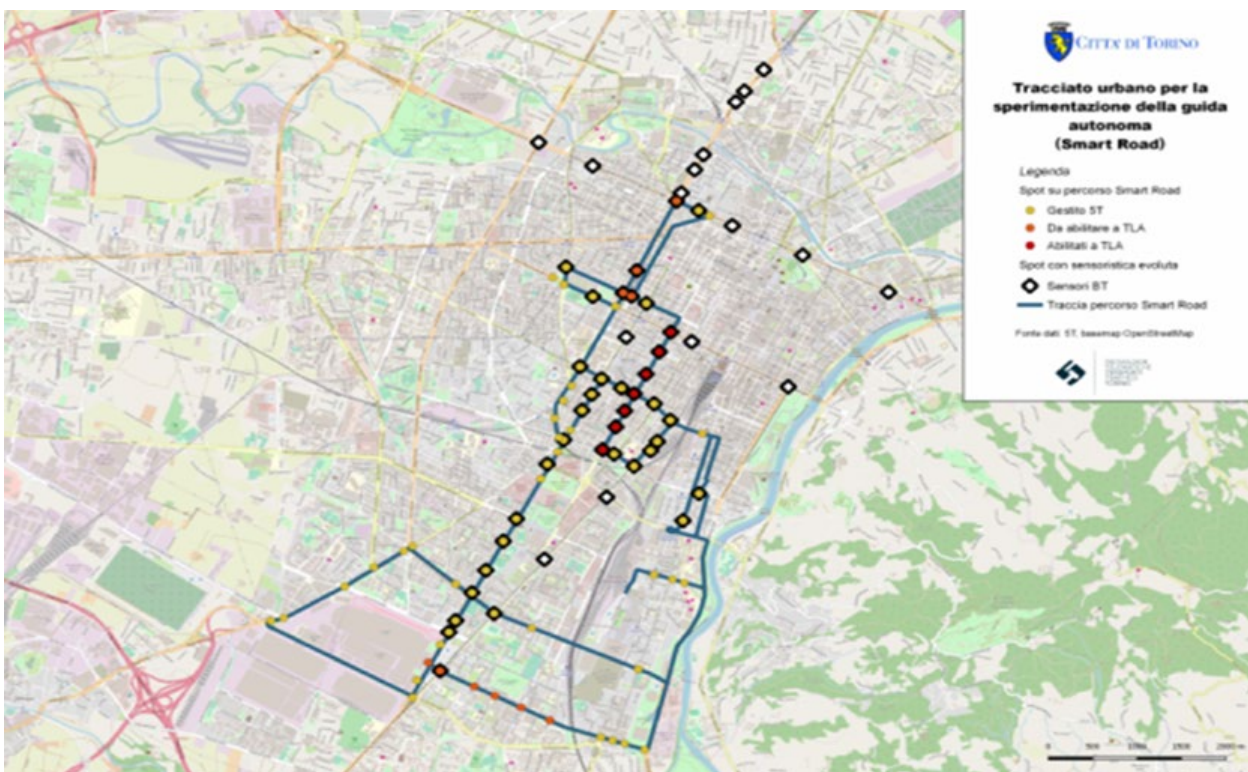 CITTA' DI TORINO
Tracciato urbano per la
sperimentazione della guida
autonoma
(Smart Road)
Legenda
Spot su percorso Smart Road
Gestito 5T
Da abilitare a TLA
Abilitati a TLA
Spot con sensoristica evoluta
Sensori BT
Traccia percorso Smart Road
Fonte dati: 5T, basemap OpenStreetMap
0 500 1000 1500 2000 m